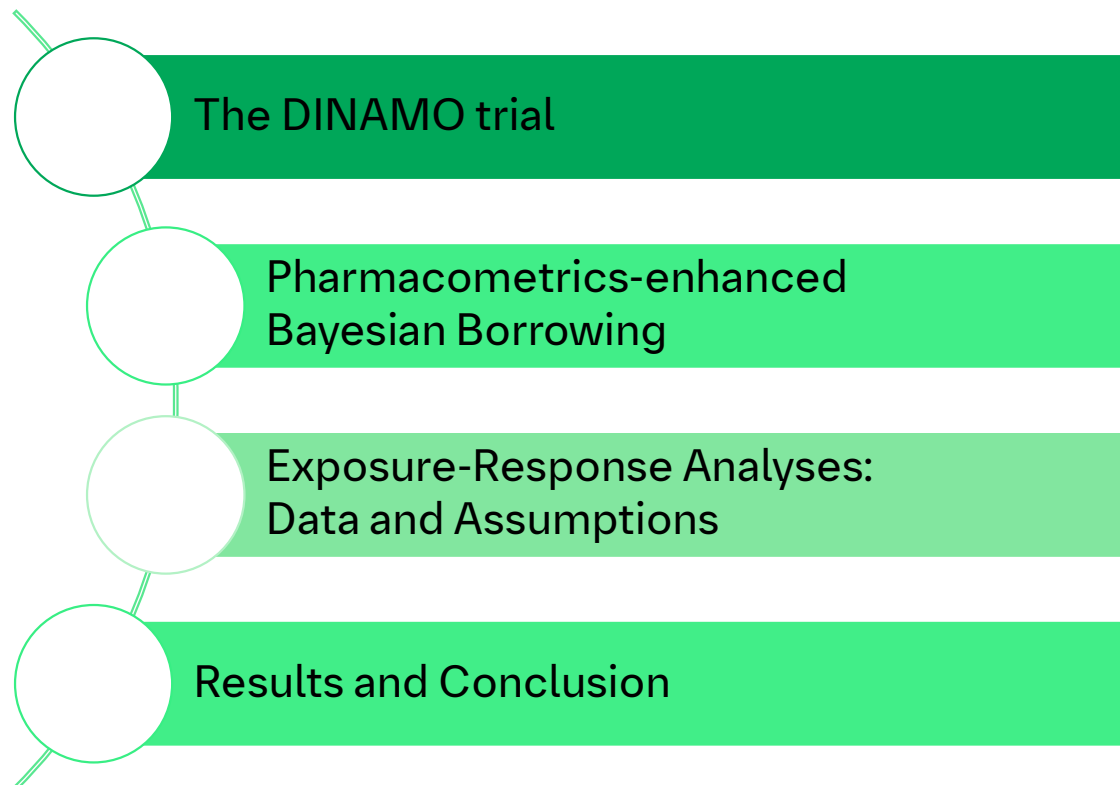 The DINAMO trial
Pharmacometrics-enhanced
Bayesian Borrowing
Exposure-Response Analyses:
Data and Assumptions
Results and Conclusion